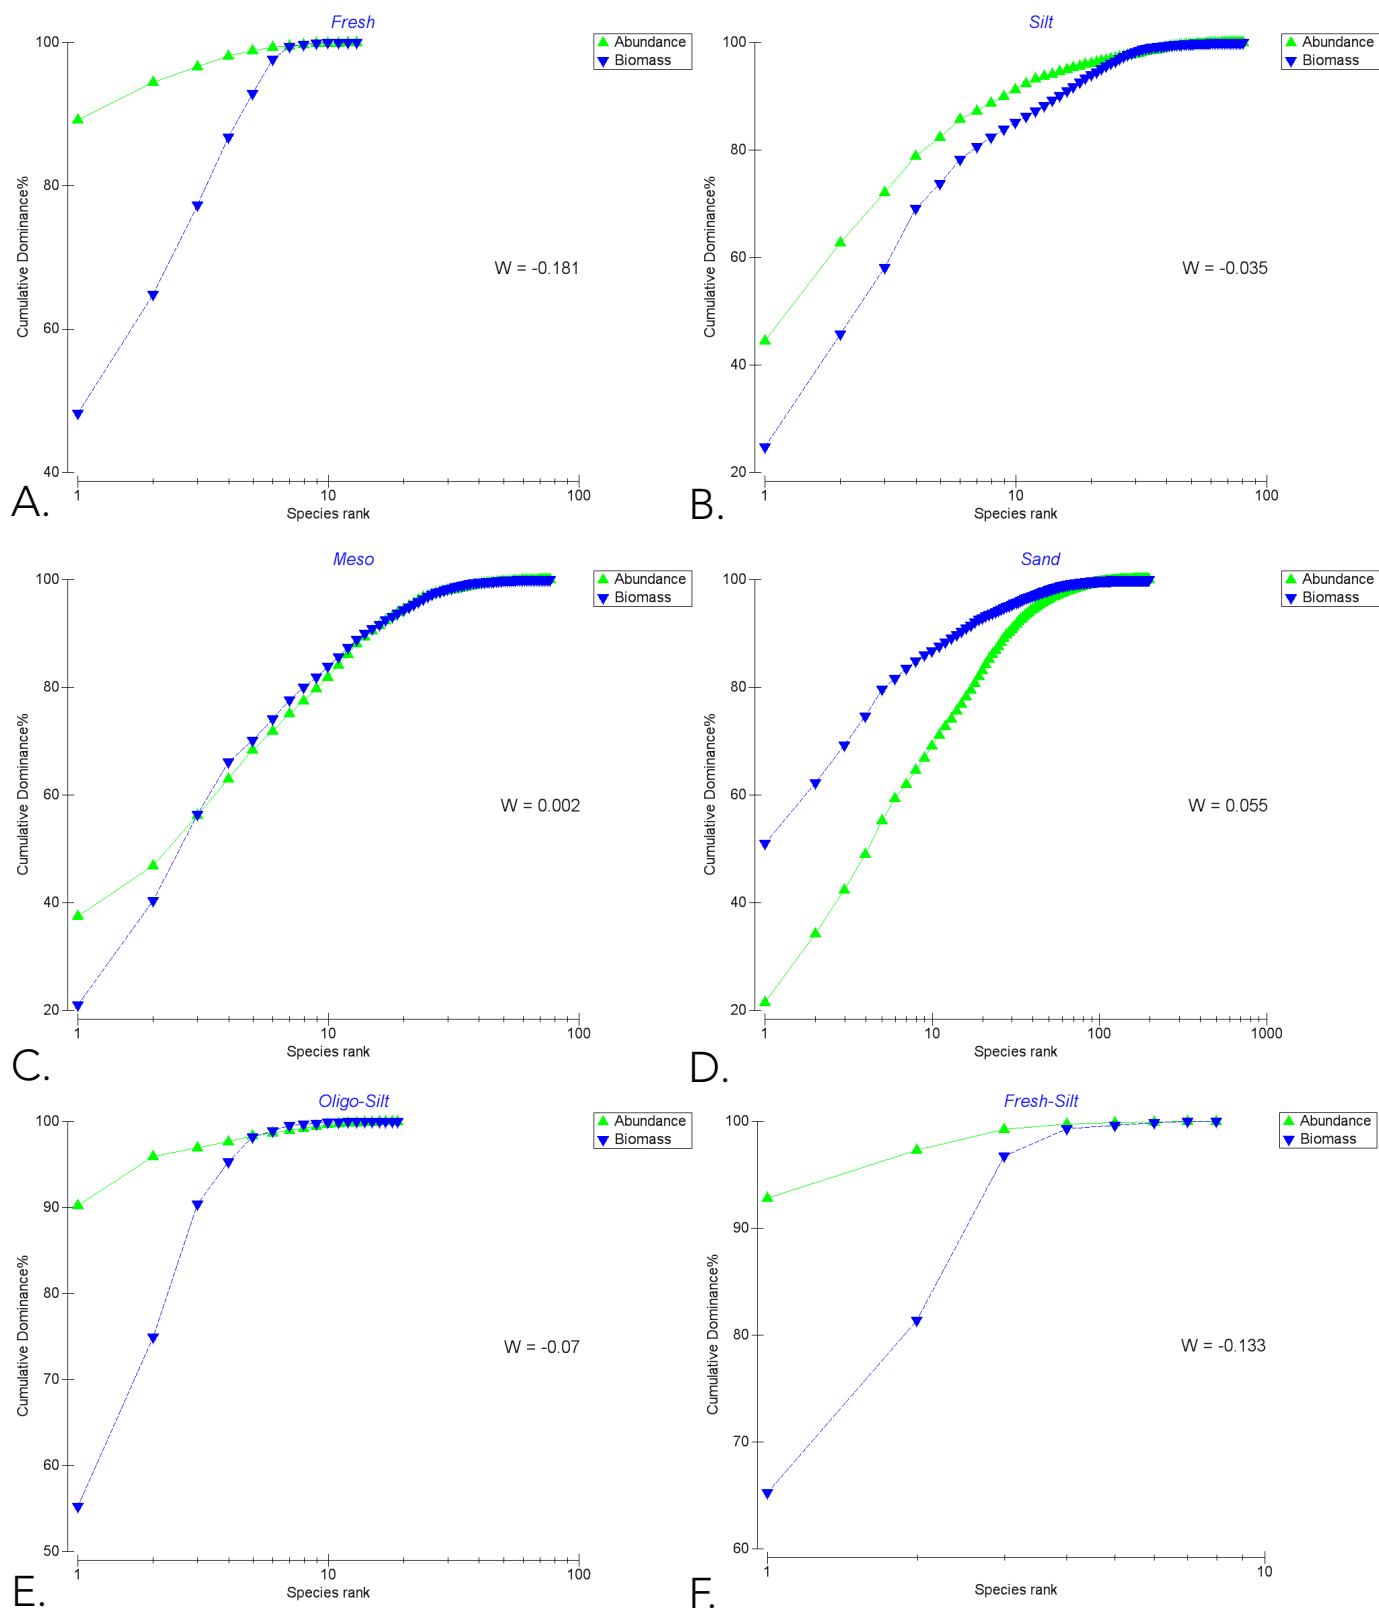 Fresh
Abundance
Biomass
100
80
60
40
Cumulative Dominance%
W = -0.181
1
10
100
Species rank
A.
Silt
Abundance
Biomass
100
80
60
40
20
Cumulative Dominance%
W = -0.035
1
10
100
Species rank
B.
Meso
Abundance
Biomass
100
80
60
40
20
Cumulative Dominance%
W = 0.002
1
10
100
Species rank
C.
Sand
Abundance
Biomass
100
80
60
40
20
Cumulative Dominance%
W = 0.055
1
10
100
1000
Species rank
D.
Oligo-Silt
Abundance
Biomass
100
90
80
70
60
50
Cumulative Dominance%
W = -0.07
1
10
100
Species rank
E.
Fresh-Silt
Abundance
Biomass
100
90
80
70
60
Cumulative Dominance%
W = -0.133
1
10
Species rank
F.